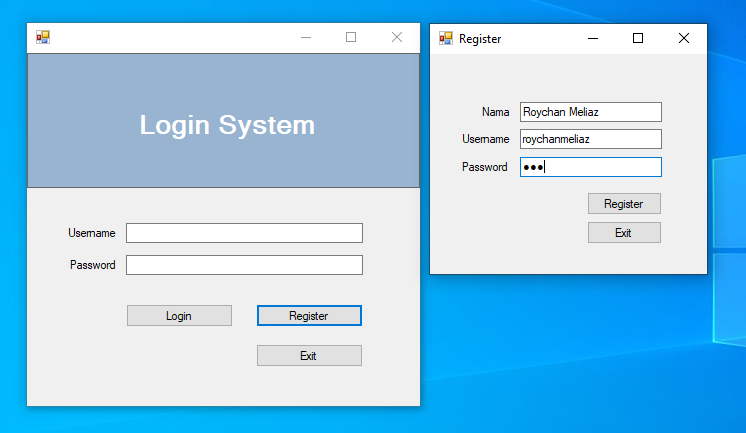 Login System
Username
Password
Login
Register
Exit
Register
Nama
Roychan Meliaz
Username
roychanmeliaz
Password
●●●
Register
Exit